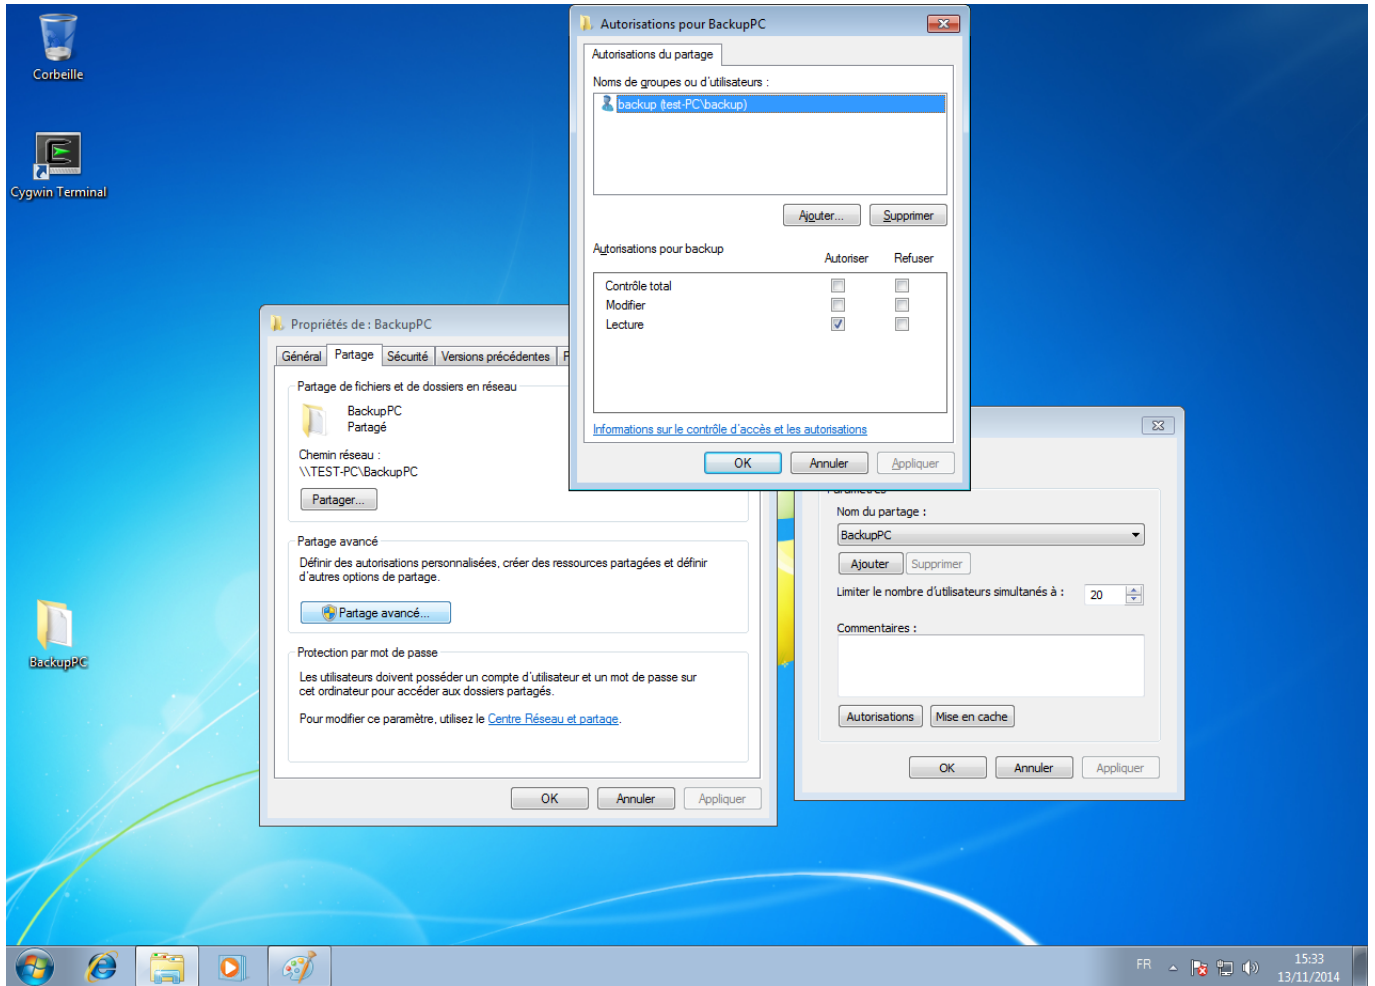 Corbeille
Cygwin Terminal
BackupPC
Autorisations pour BackupPC
Autorisations du partage
Noms de groupes ou d'utilisateurs :
backup (test-PC\backup)
Ajouter...
Supprimer
Autorisations pour backup
Autoriser
Refuser
Contrôle total
Modifier
Lecture
Informations sur le contrôle d'accès et les autorisations
OK
Annuler
Appliquer
Propriétés de : BackupPC
Général
Partage
Sécurité
Versions précédentes
Partage de fichiers et de dossiers en réseau
BackupPC
Partagé
Chemin réseau :
\\TEST-PC\BackupPC
Partager...
Partage avancé
Définir des autorisations personnalisées, créer des ressources partagées et définir
d'autres options de partage.
Partage avancé...
Protection par mot de passe
Les utilisateurs doivent posséder un compte d'utilisateur et un mot de passe sur
cet ordinateur pour accéder aux dossiers partagés.
Pour modifier ce paramètre, utilisez le Centre Réseau et partage.
OK
Annuler
Appliquer
Paramètres
Nom du partage :
BackupPC
Ajouter
Supprimer
Limiter le nombre d'utilisateurs simultanés à :
20
Commentaires :
Autorisations
Mise en cache
OK
Annuler
Appliquer
FR
15:33
13/11/2014